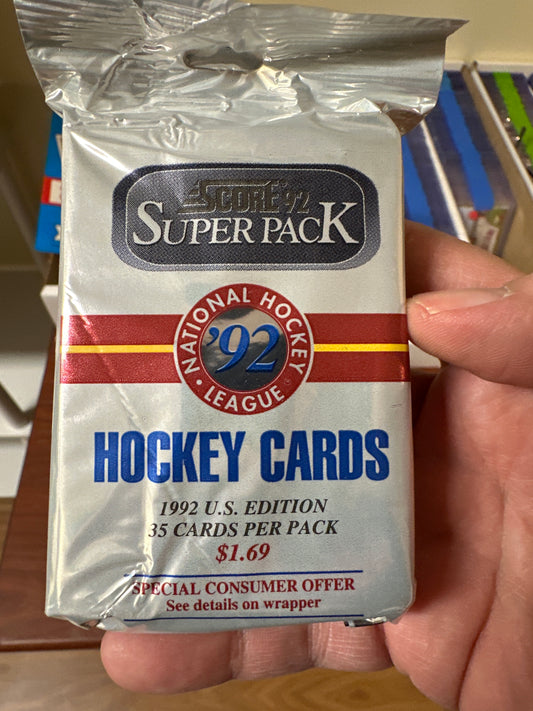 SCORE® '92
SUPER PACK
NATIONAL HOCKEY
'92
• LEAGUE •
HOCKEY CARDS
1992 U.S. EDITION
35 CARDS PER PACK
$1.69
SPECIAL CONSUMER OFFER
See details on wrapper